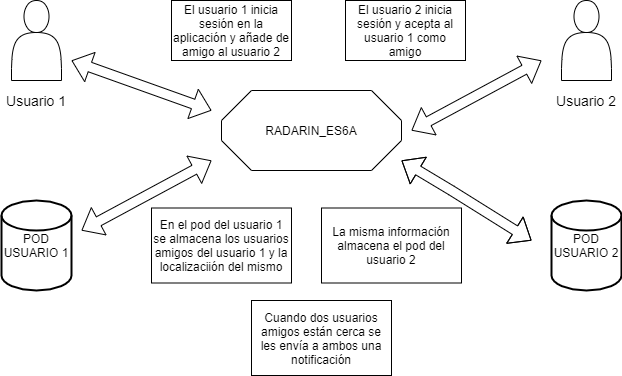 El usuario 1 inicia
sesión en la
aplicación y añade de
amigo al usuario 2
El usuario 2 inicia
sesión y acepta al
usuario 1 como
amigo
Usuario 1
Usuario 2
RADARIN_ES6A
POD
USUARIO 1
En el pod del usuario 1
se almacena los usuarios
amigos del usuario 1 y la
localizaciión del mismo
La misma información
almacena el pod del
usuario 2
POD
USUARIO 2
Cuando dos usuarios
amigos están cerca se
les envía a ambos una
notificación